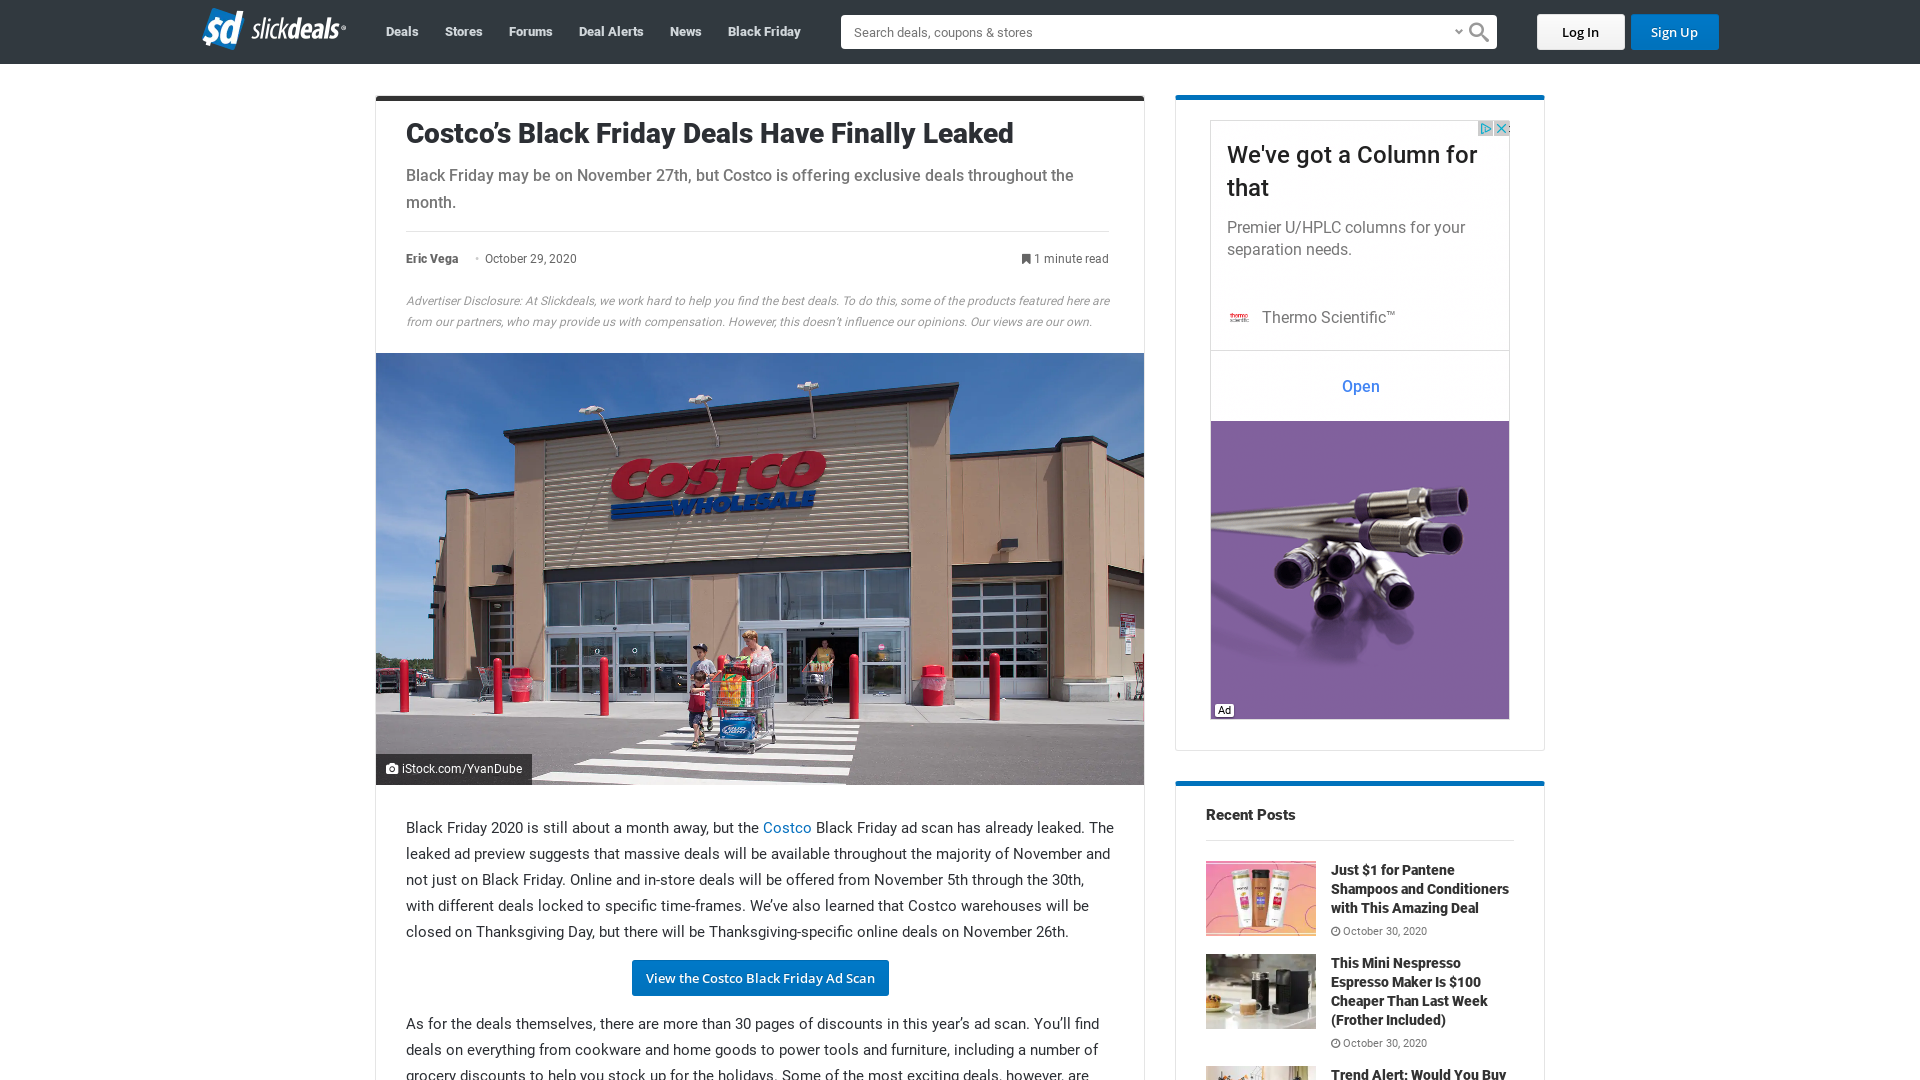 sd slickdeals
Deals
Stores
Forums
Deal Alerts
News
Black Friday
Search deals, coupons & stores
Log In
Sign Up
Costco’s Black Friday Deals Have Finally Leaked
Black Friday may be on November 27th, but Costco is offering exclusive deals throughout the
month.
Eric Vega • October 29, 2020
1 minute read
Advertiser Disclosure: At Slickdeals, we work hard to help you find the best deals. To do this, some of the products featured here are
from our partners, who may provide us with compensation. However, this doesn’t influence our opinions. Our views are our own.
COSTCO
WHOLESALE
iStock.com/YvanDube
Black Friday 2020 is still about a month away, but the Costco Black Friday ad scan has already leaked. The
leaked ad preview suggests that massive deals will be available throughout the majority of November and
not just on Black Friday. Online and in-store deals will be offered from November 5th through the 30th,
with different deals locked to specific time-frames. We’ve also learned that Costco warehouses will be
closed on Thanksgiving Day, but there will be Thanksgiving-specific online deals on November 26th.
View the Costco Black Friday Ad Scan
As for the deals themselves, there are more than 30 pages of discounts in this year’s ad scan. You’ll find
deals on everything from cookware and home goods to power tools and furniture, including a number of
grocery discounts to help you stock up for the holidays. Some of the most exciting deals, however, are
We've got a Column for
that
Premier U/HPLC columns for your
separation needs.
thermo
scientific
Thermo Scientific™
Open
Ad
Recent Posts
Just $1 for Pantene
Shampoos and Conditioners
with This Amazing Deal
October 30, 2020
This Mini Nespresso
Espresso Maker Is $100
Cheaper Than Last Week
(Frother Included)
October 30, 2020
Trend Alert: Would You Buy